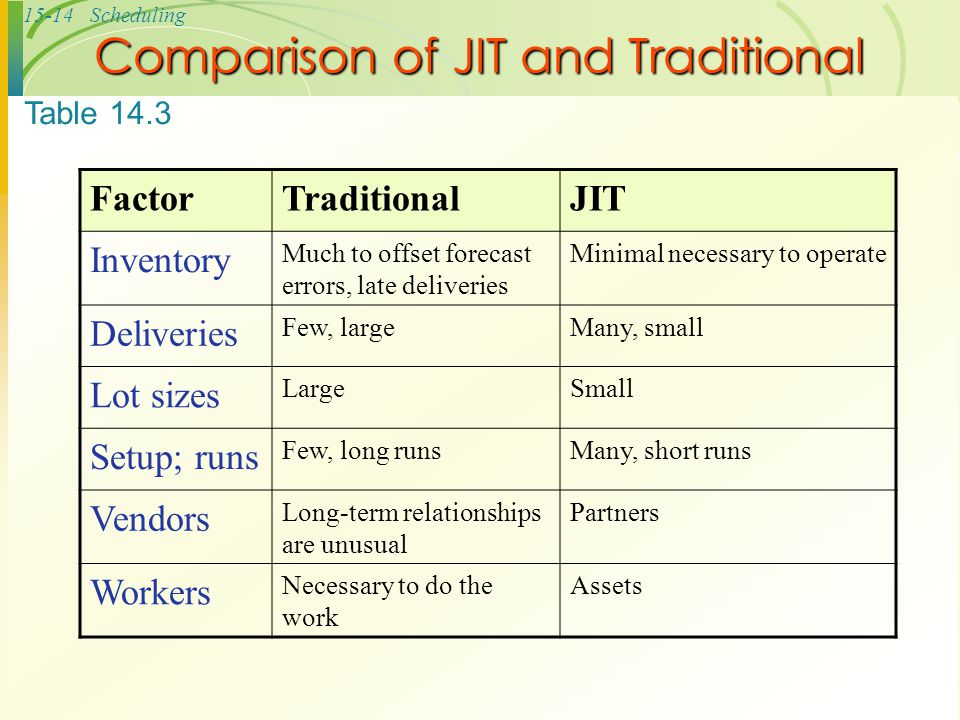 15-14 Scheduling
Comparison of JIT and Traditional
Table 14.3
Factor Traditional JIT
Inventory Much to offset forecast Minimal necessary to operate
errors, late deliveries
Deliveries Few, large Many, small
Lot sizes Large Small
Setup; runs Few, long runs Many, short runs
Vendors Long-term relationships Partners
are unusual
Workers Necessary to do the Assets
work